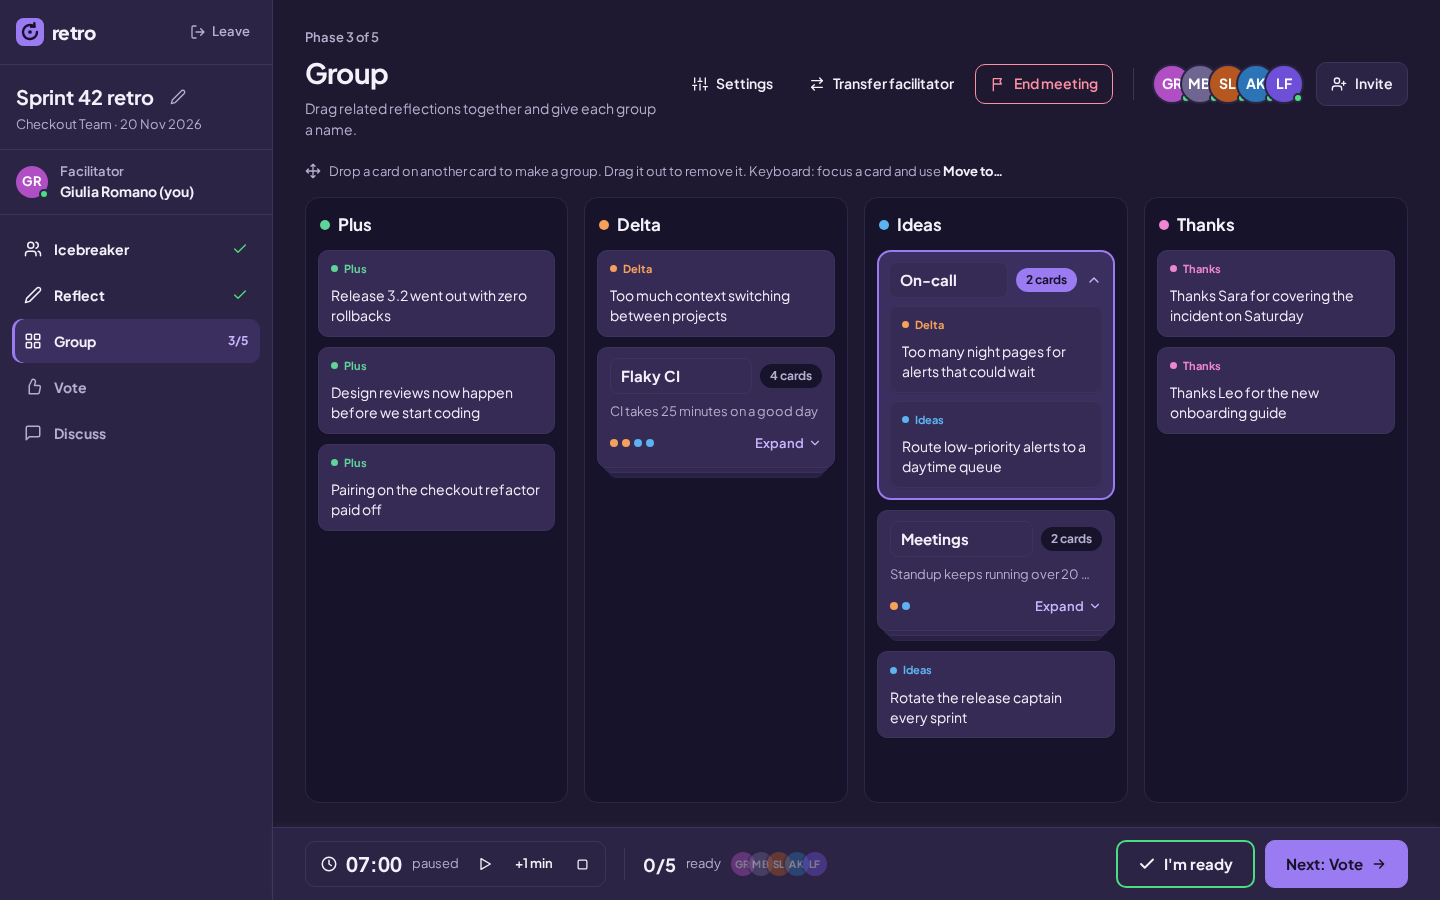 retro
Leave
Sprint 42 retro
Checkout Team · 20 Nov 2026
GR
Facilitator
Giulia Romano (you)
Icebreaker
Reflect
Group
3/5
Vote
Discuss
Phase 3 of 5
Group
Drag related reflections together and give each group
a name.
Settings
Transfer facilitator
End meeting
GR
MB
SL
AK
LF
Invite
Drop a card on another card to make a group. Drag it out to remove it. Keyboard: focus a card and use Move to...
Plus
Plus
Release 3.2 went out with zero
rollbacks
Plus
Design reviews now happen
before we start coding
Plus
Pairing on the checkout refactor
paid off
Delta
Delta
Too much context switching
between projects
Flaky CI
4 cards
CI takes 25 minutes on a good day
Expand
Ideas
On-call
2 cards
Delta
Too many night pages for
alerts that could wait
Ideas
Route low-priority alerts to a
daytime queue
Meetings
2 cards
Standup keeps running over 20 ...
Expand
Ideas
Rotate the release captain
every sprint
Thanks
Thanks
Thanks Sara for covering the
incident on Saturday
Thanks
Thanks Leo for the new
onboarding guide
07:00
paused
+1 min
0/5
ready
GR
MB
SL
AK
LF
I'm ready
Next: Vote